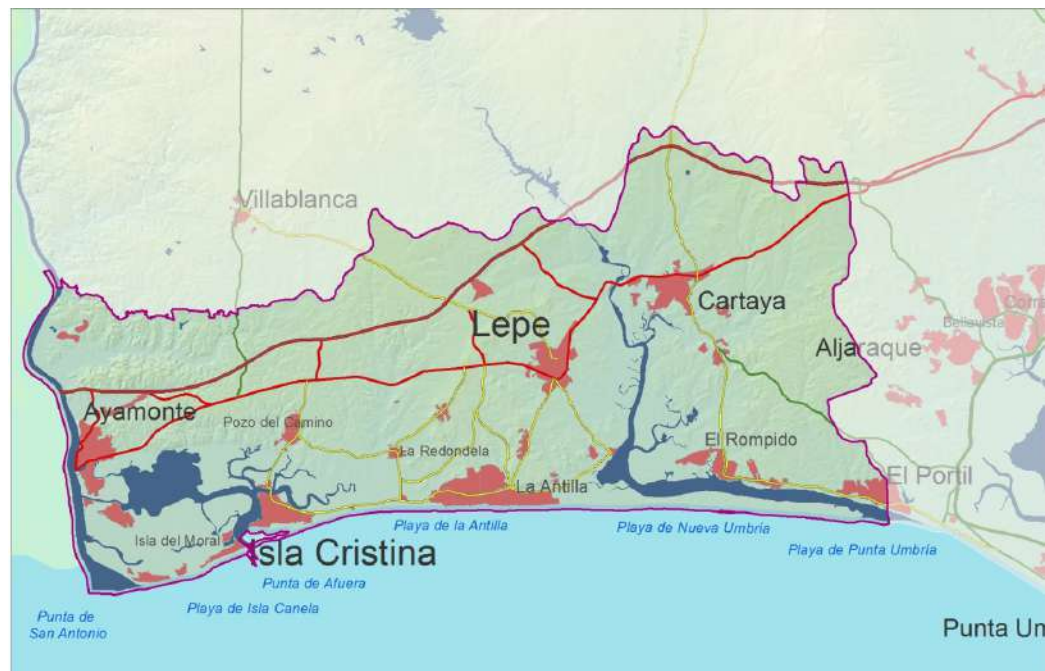 Villablanca
Cartaya
Lepe
Corra
Bellavista
Aljaraque
Ayamonte
Pozo del Camino
La Redondela
El Rompido
El Portil
La Antilla
Playa de la Antilla
Playa de Nueva Umbría
Isla del Moral
Isla Cristina
Playa de Punta Umbría
Punta de Afuera
Playa de Isla Canela
Punta de
San Antonio
Punta Um